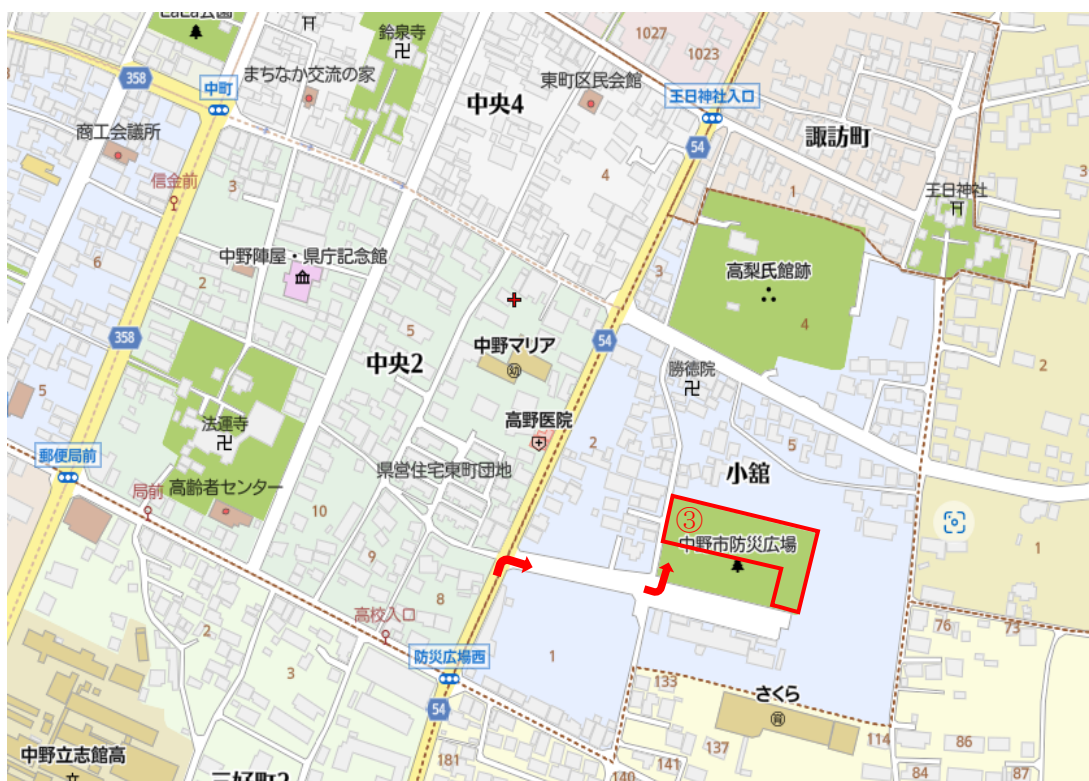 LaLa公園
鈴泉寺
1027
1023
358
中町
まちなか交流の家
中央4
東町区民会館
王日神社入口
商工会議所
54
諏訪町
信金前
3
4
1
3
王日神社
中野陣屋・県庁記念館
6
2
3
高梨氏館跡
4
358
5
中央2
中野マリア
幼
54
2
5
勝徳院
法運寺
高野医院
2
5
小舘
郵便局前
局前
高齢者センター
県営住宅東町団地
10
③
中野市防災広場
1
9
8
高校入口
2
76
73
3
防災広場西
1
133
さくら
54
育
114
中野立志館高
181
141
137
86
140
84
87
三好町2